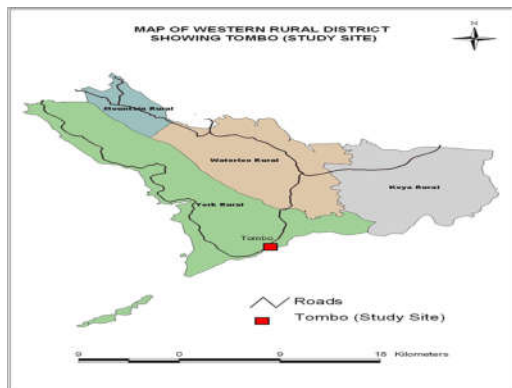 MAP OF WESTERN RURAL DISTRICT
SHOWING TOMBO (STUDY SITE)
N
Mountain Rural
Waterloo Rural
Koya Rural
York Rural
Tombo
Roads
Tombo (Study Site)
9 0 9 18 Kilometers